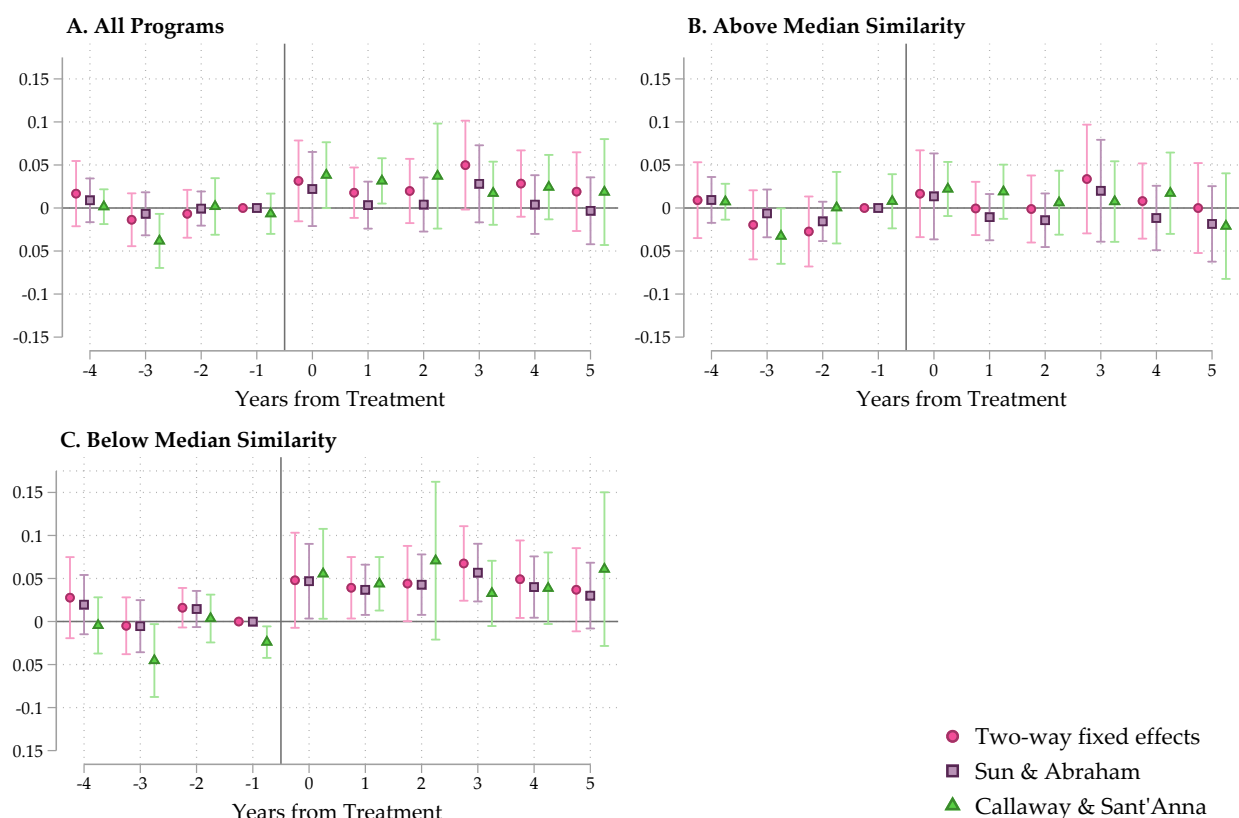 A. All Programs
0.15
0.1
0.05
0
0.05
-0.1
-0.15
-4 -3 -2 -1 0 1 2 3 4 5
Years from Treatment
B. Above Median Similarity
0.15
0.1
0.05
0
0.05
-0.1
-0.15
-4 -3 -2 -1 0 1 2 3 4 5
Years from Treatment
C. Below Median Similarity
0.15
0.1
0.05
0
0.05
-0.1
0.15
-4 -3 -2 -1 0 1 2 3 4 5
Years from Treatment
Two-way fixed effects
Sun & Abraham
Callaway & Sant'Anna